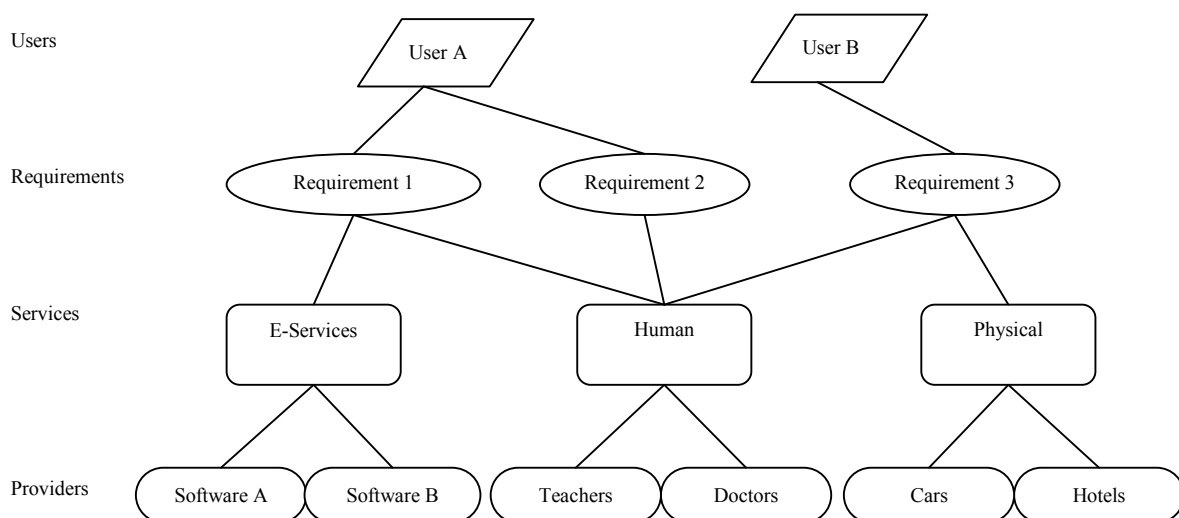 Users
User A
User B
Requirements
Requirement 1
Requirement 2
Requirement 3
Services
E-Services
Human
Physical
Providers
Software A
Software B
Teachers
Doctors
Cars
Hotels